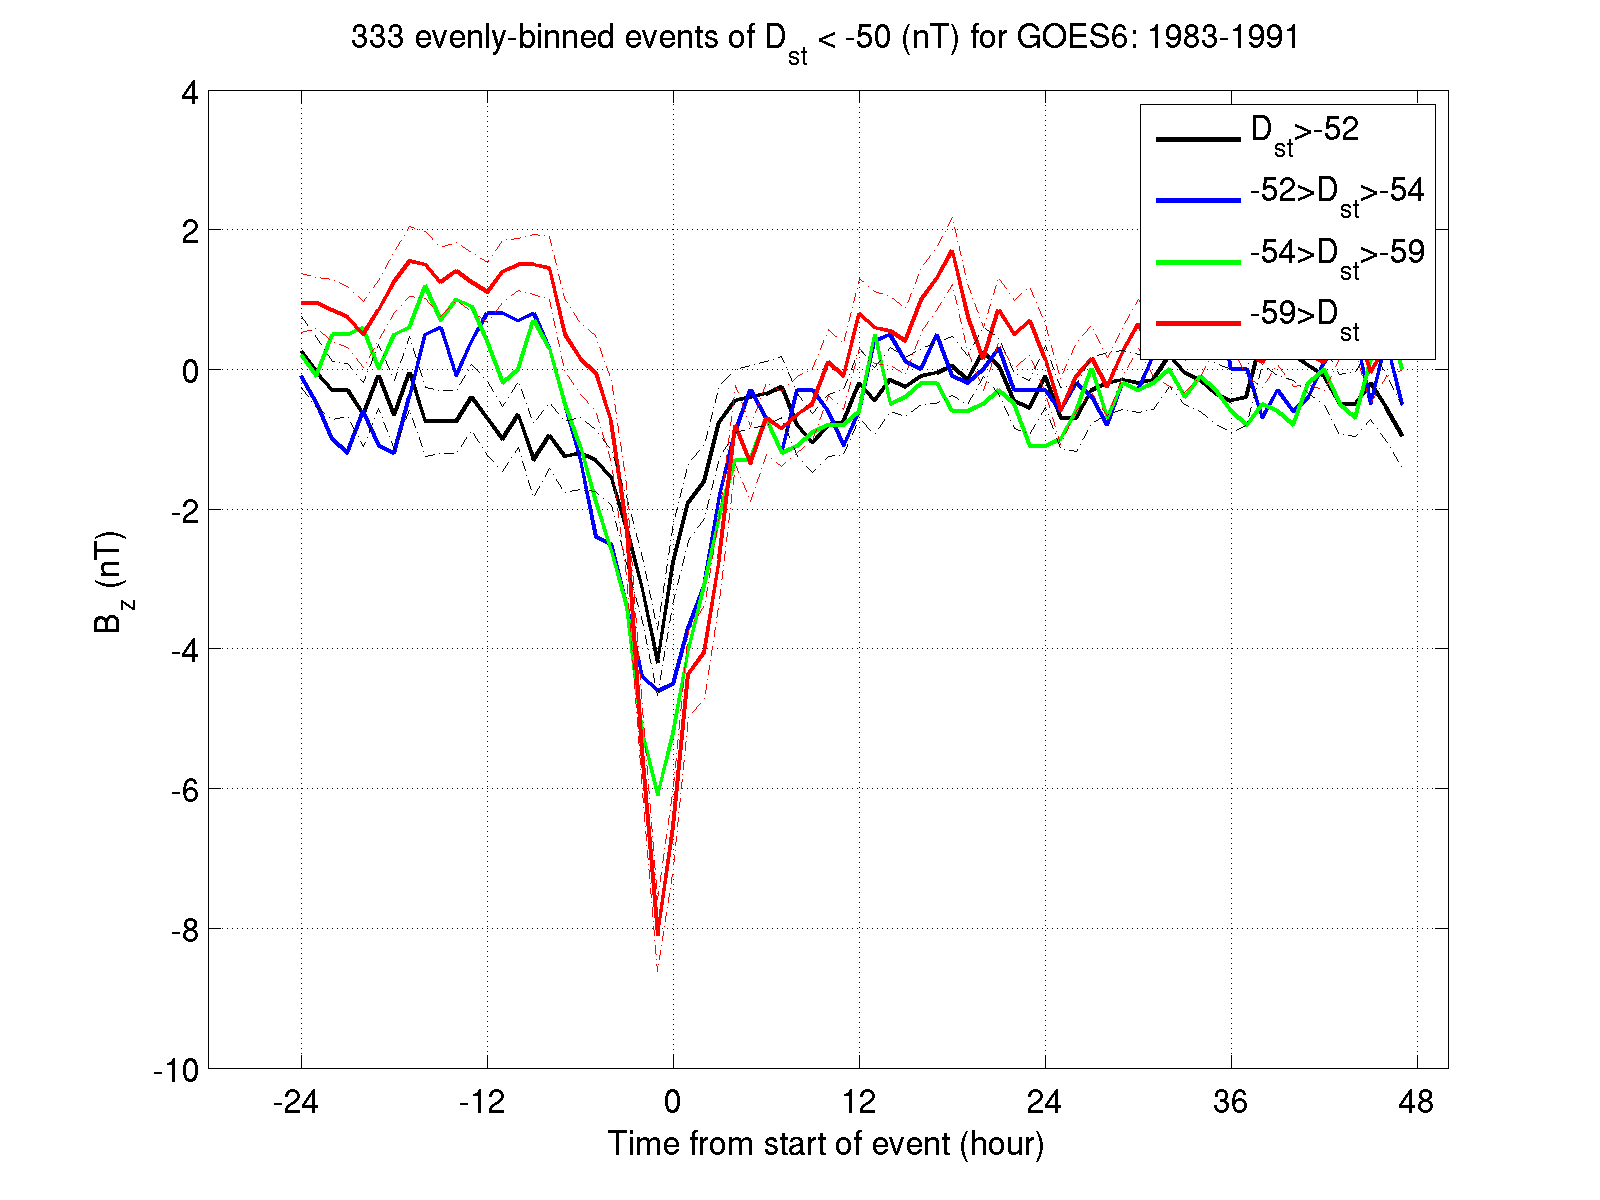 333 evenly-binned events of Dst < -50 (nT) for GOES6: 1983-1991
4
2
0
-2
-4
-6
-8
-10
Bz (nT)
Dst>-52
-52>Dst>-54
-54>Dst>-59
-59>Dst
-24 -12 0 12 24 36 48
Time from start of event (hour)